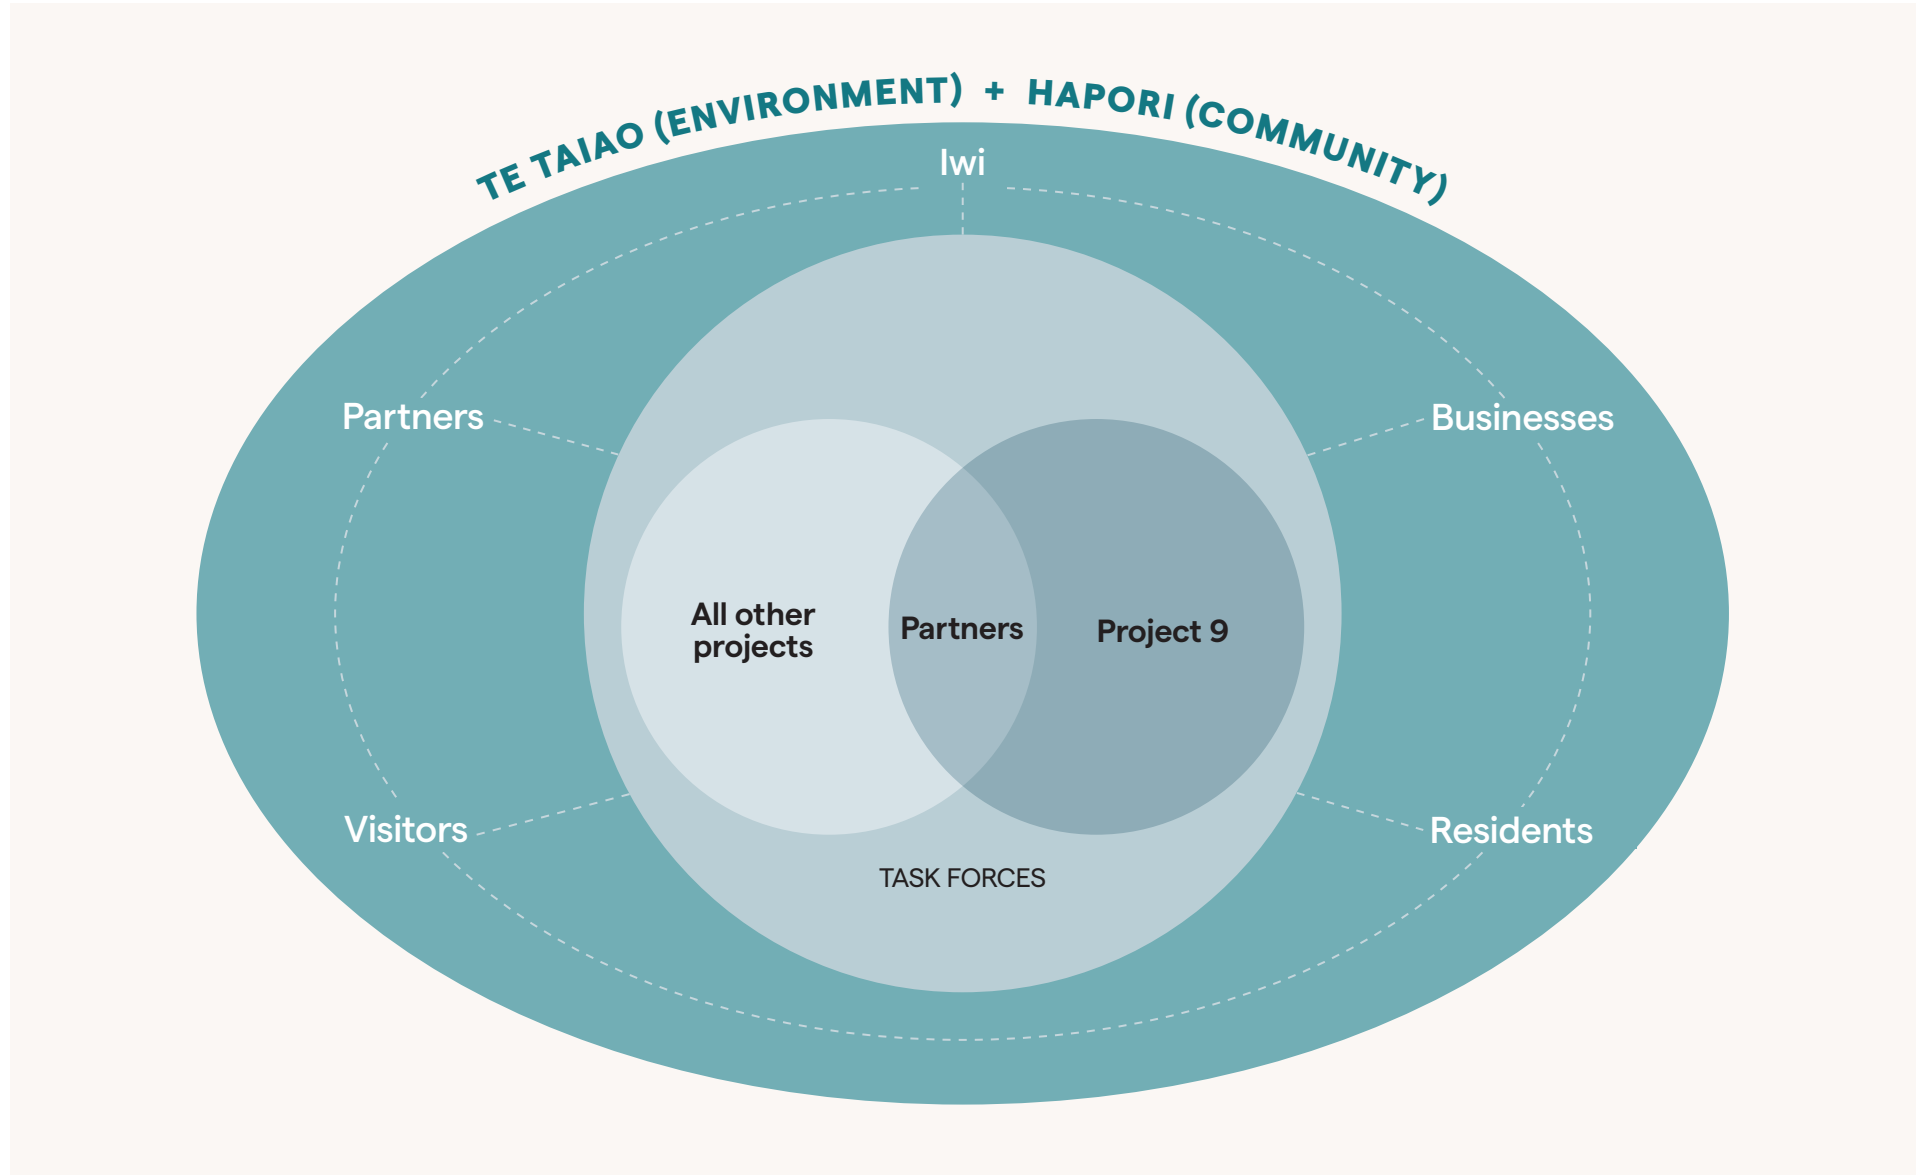 TE TAIAO (ENVIRONMENT) + HAPORI (COMMUNITY)
Iwi
Partners
Businesses
All other
projects
Partners
Project 9
Visitors
Residents
TASK FORCES